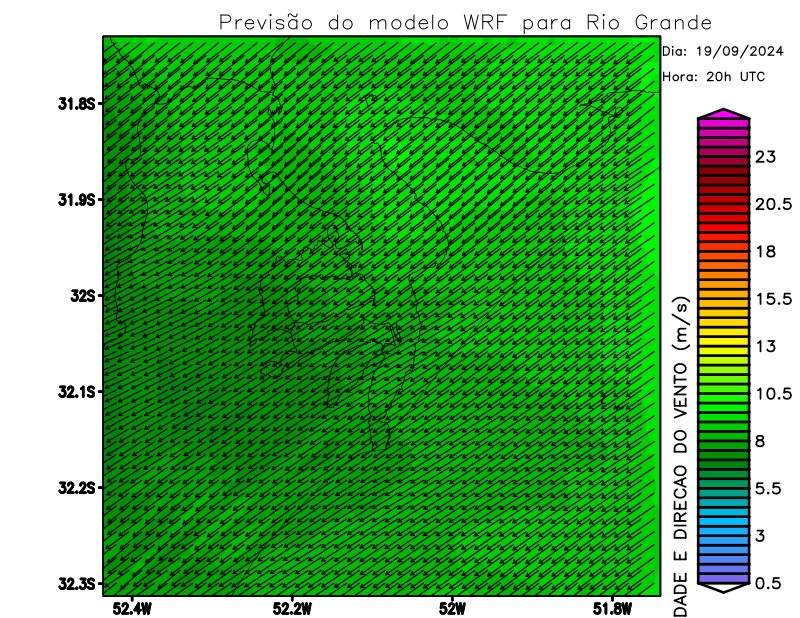 Previsão do modelo WRF para Rio Grande
Dia: 19/09/2024
Hora: 20h UTC
31.8S
31.9S
32S
32.1S
32.2S
32.3S
52.4W
52.2W
52W
51.8W
DADE E DIRECAO DO VENTO (m/s)
23
20.5
18
15.5
13
10.5
8
5.5
3
0.5